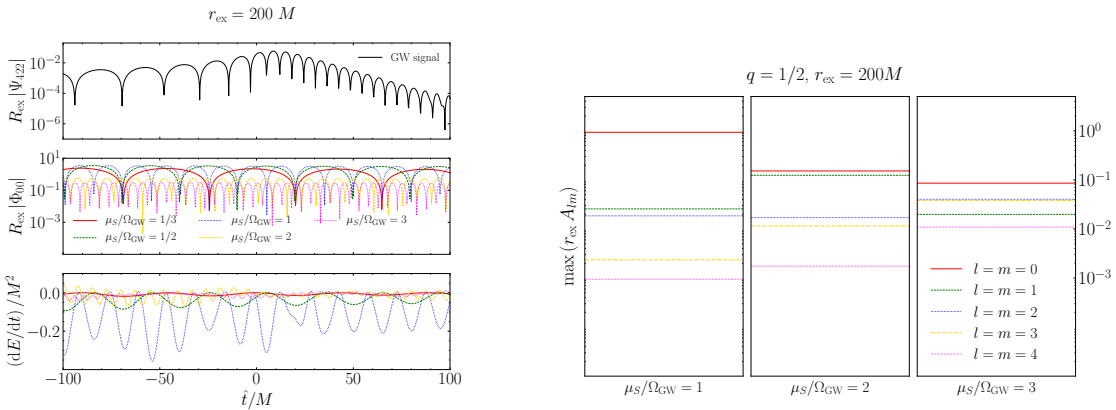 r_ex = 200 M
10^−2
10^−4
10^−6
R_ex |Ψ_422|
GW signal
10^1
10^−1
10^−3
R_ex |Φ_00|
μ_S/Ω_GW = 1/3
μ_S/Ω_GW = 1
μ_S/Ω_GW = 3
μ_S/Ω_GW = 1/2
μ_S/Ω_GW = 2
0.0
−0.2
(dE/dt) /M^2
−100
−50
0
50
100
t̂/M
q = 1/2, r_ex = 200M
max (r_ex A_lm)
10^0
10^−1
10^−2
10^−3
l = m = 0
l = m = 1
l = m = 2
l = m = 3
l = m = 4
μ_S/Ω_GW = 1
μ_S/Ω_GW = 2
μ_S/Ω_GW = 3